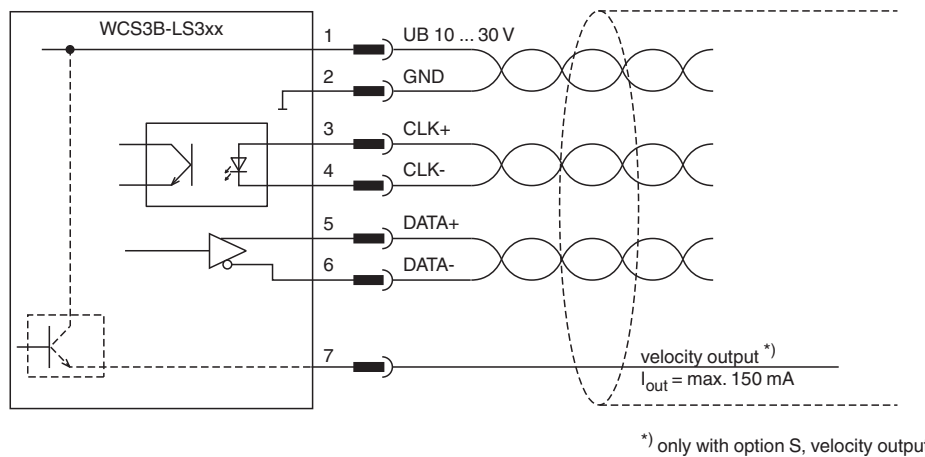 WCS3B-LS3xx
1 UB 10 ... 30 V
2 GND
3 CLK+
4 CLK-
5 DATA+
6 DATA-
7 velocity output *)
I out = max. 150 mA
*) only with option S, velocity output